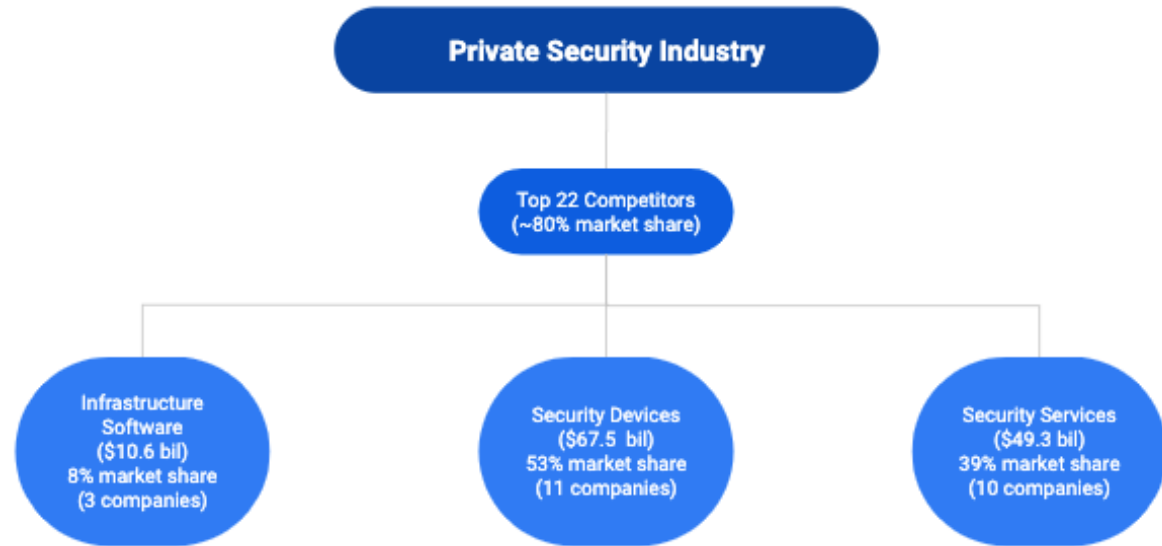 Private Security Industry
Top 22 Competitors
(~80% market share)
Infrastructure
Software
($10.6 bil)
8% market share
(3 companies)
Security Devices
($67.5 bil)
53% market share
(11 companies)
Security Services
($49.3 bil)
39% market share
(10 companies)